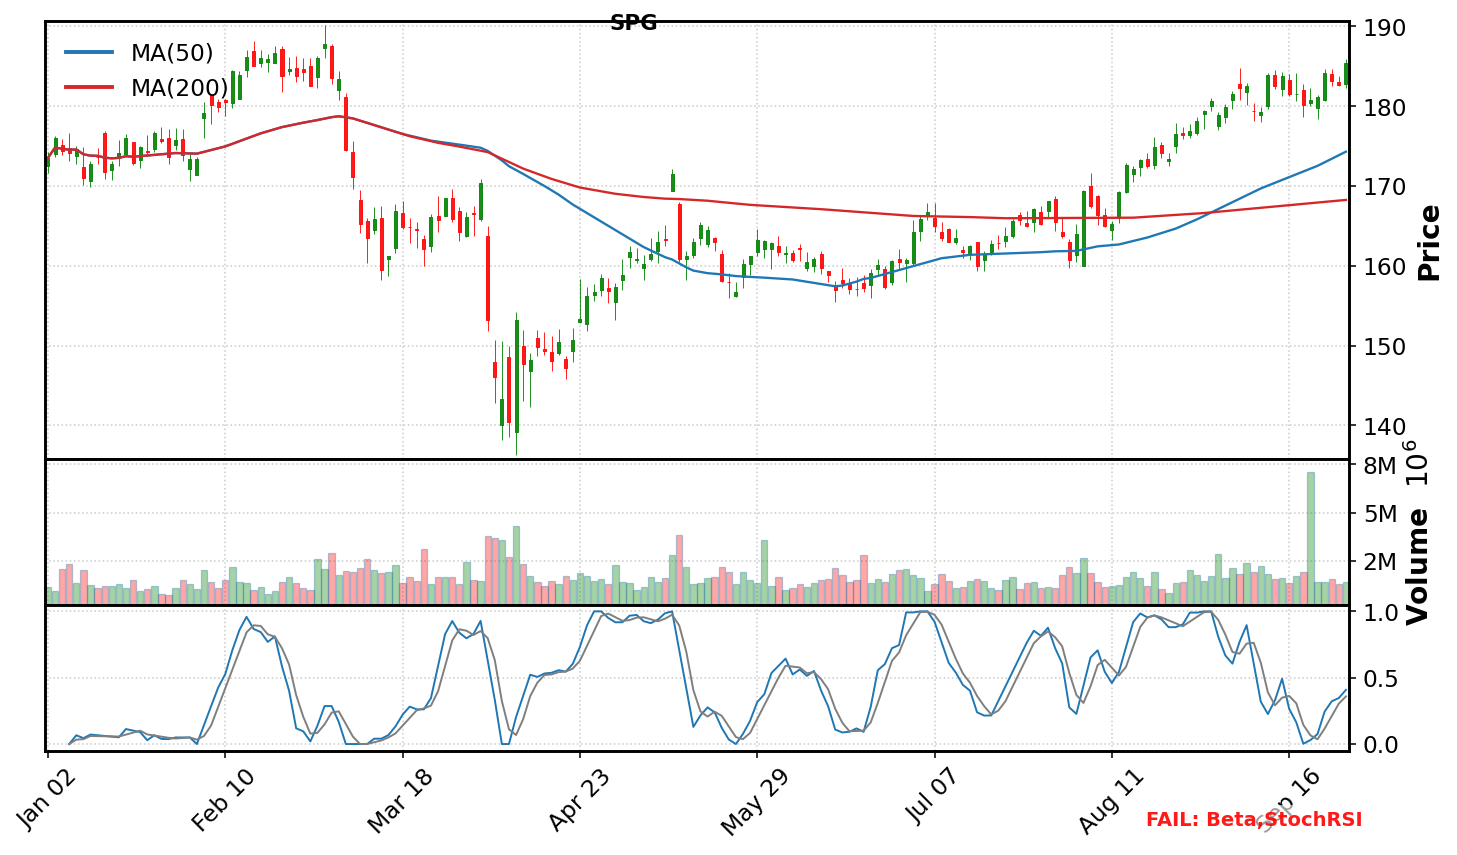 SPG
MA(50)
MA(200)
190
180
170
160
150
140
Price
8M
5M
2M
Volume 10^6
1.0
0.5
0.0
Jan 02
Feb 10
Mar 18
Apr 23
May 29
Jul 07
Aug 11
Sep 16
FAIL: Beta,StochRSI